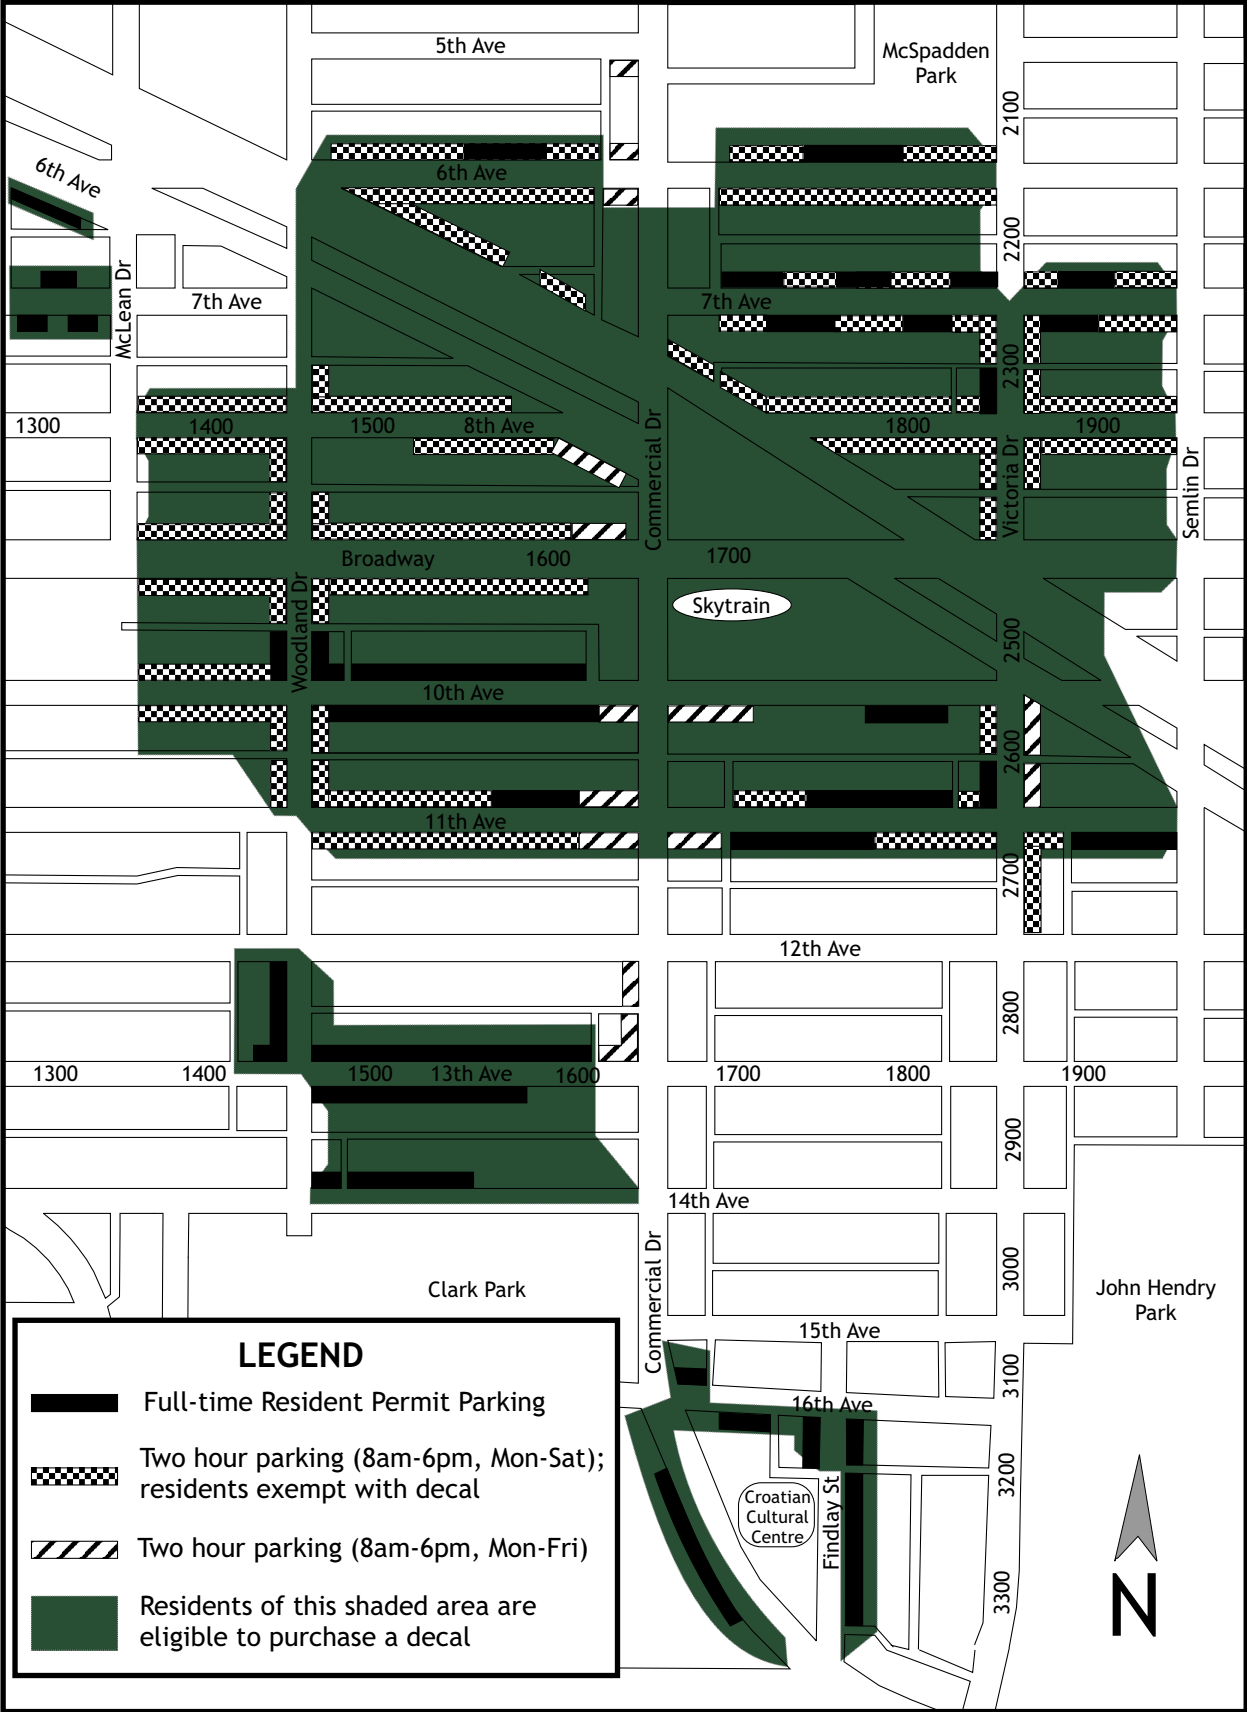 5th Ave
McSpadden
Park
2100
6th Ave
6th Ave
2200
McLean Dr
7th Ave
7th Ave
2300
1300
1400
1500
8th Ave
Commercial Dr
1800
Victoria Dr
1900
Semlin Dr
Broadway
1600
1700
Skytrain
Woodland Dr
2500
10th Ave
2600
11th Ave
2700
12th Ave
2800
1300
1400
1500
13th Ave
1600
1700
1800
1900
2900
14th Ave
Commercial Dr
3000
Clark Park
John Hendry
Park
15th Ave
3100
16th Ave
3200
Croatian
Cultural
Centre
Findlay St
3300
N
LEGEND
Full-time Resident Permit Parking
Two hour parking (8am-6pm, Mon-Sat);
residents exempt with decal
Two hour parking (8am-6pm, Mon-Fri)
Residents of this shaded area are
eligible to purchase a decal